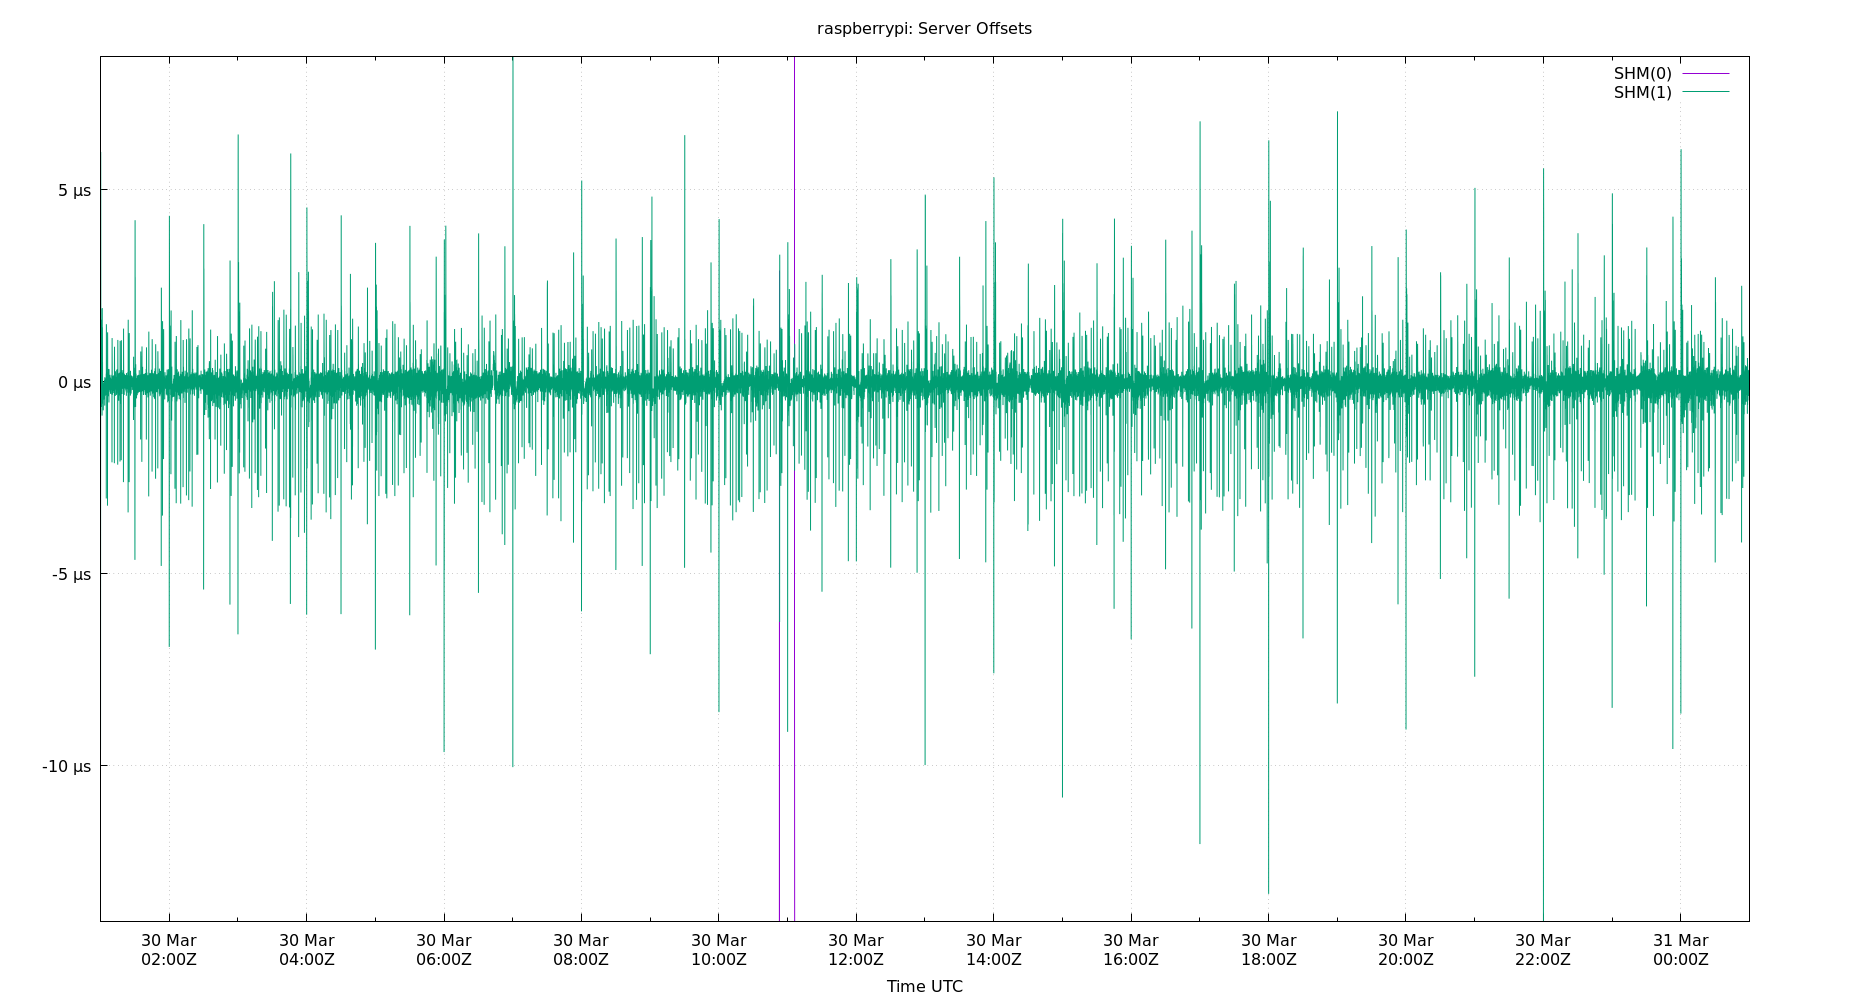 raspberrypi: Server Offsets
SHM(0)
SHM(1)
5 µs
0 µs
-5 µs
-10 µs
30 Mar 30 Mar 30 Mar 30 Mar 30 Mar 30 Mar 30 Mar 30 Mar 30 Mar 30 Mar 30 Mar 31 Mar
02:00Z 04:00Z 06:00Z 08:00Z 10:00Z 12:00Z 14:00Z 16:00Z 18:00Z 20:00Z 22:00Z 00:00Z
Time UTC